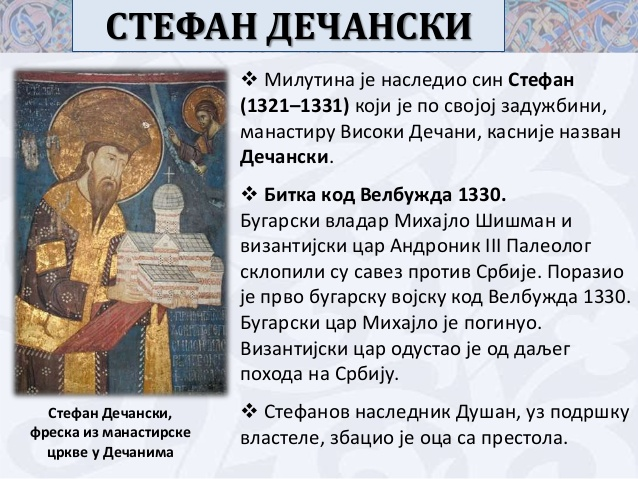 СТЕФАН ДЕЧАНСКИ
❖ Милутина је наследио син Стефан
(1321–1331) који је по својој задужбини,
манастиру Високи Дечани, касније назван
Дечански.
❖ Битка код Велбужда 1330.
Бугарски владар Михајло Шишман и
византијски цар Андроник III Палеолог
склопили су савез против Србије. Поразио
је прво бугарску војску код Велбужда 1330.
Бугарски цар Михајло је погинуо.
Византијски цар одустао је од даљег
похода на Србију.
❖ Стефанов наследник Душан, уз подршку
властеле, збацио је оца са престола.
Стефан Дечански,
фреска из манастирске
цркве у Дечанима